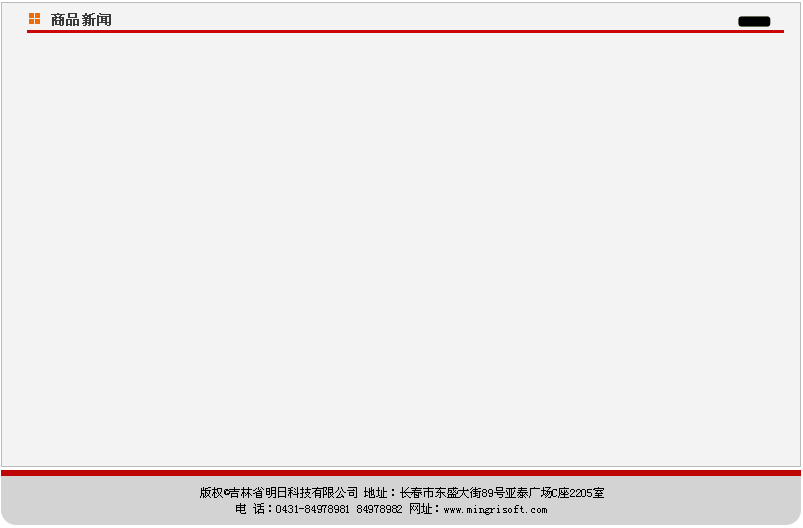 商品新闻
版权©吉林省明日科技有限公司 地址：长春市东盛大街89号亚泰广场C座2205室
电 话：0431-84978981 84978982 网址：www.mingrisoft.com